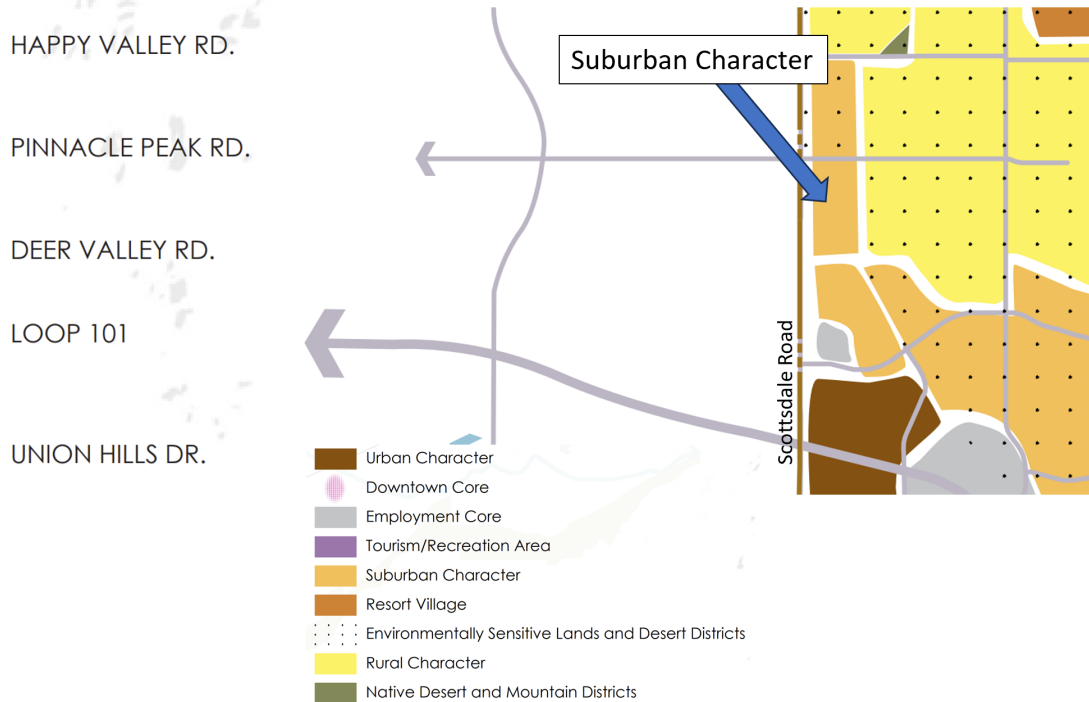 HAPPY VALLEY RD.
Suburban Character
PINNACLE PEAK RD.
DEER VALLEY RD.
LOOP 101
Scottsdale Road
UNION HILLS DR.
Urban Character
Downtown Core
Employment Core
Tourism/Recreation Area
Suburban Character
Resort Village
Environmentally Sensitive Lands and Desert Districts
Rural Character
Native Desert and Mountain Districts